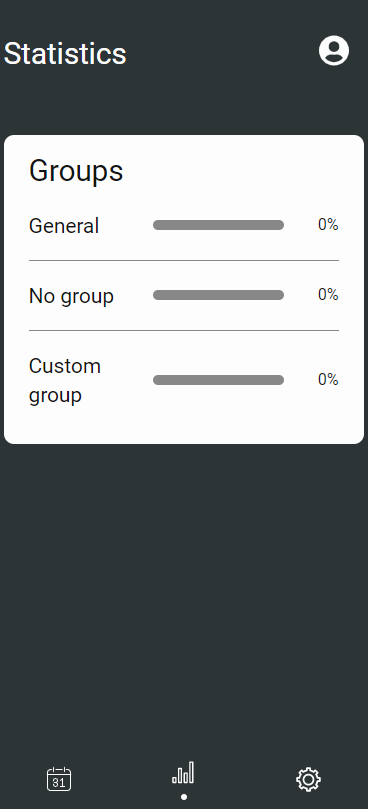 Statistics
Groups
General 0%
No group 0%
Custom
group 0%
31